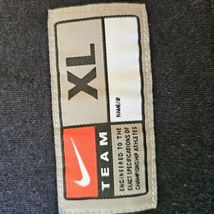 XL
NAME/#
TEAM
ENGINEERED TO THE
EXACT SPECIFICATIONS OF
CHAMPIONSHIP ATHLETES